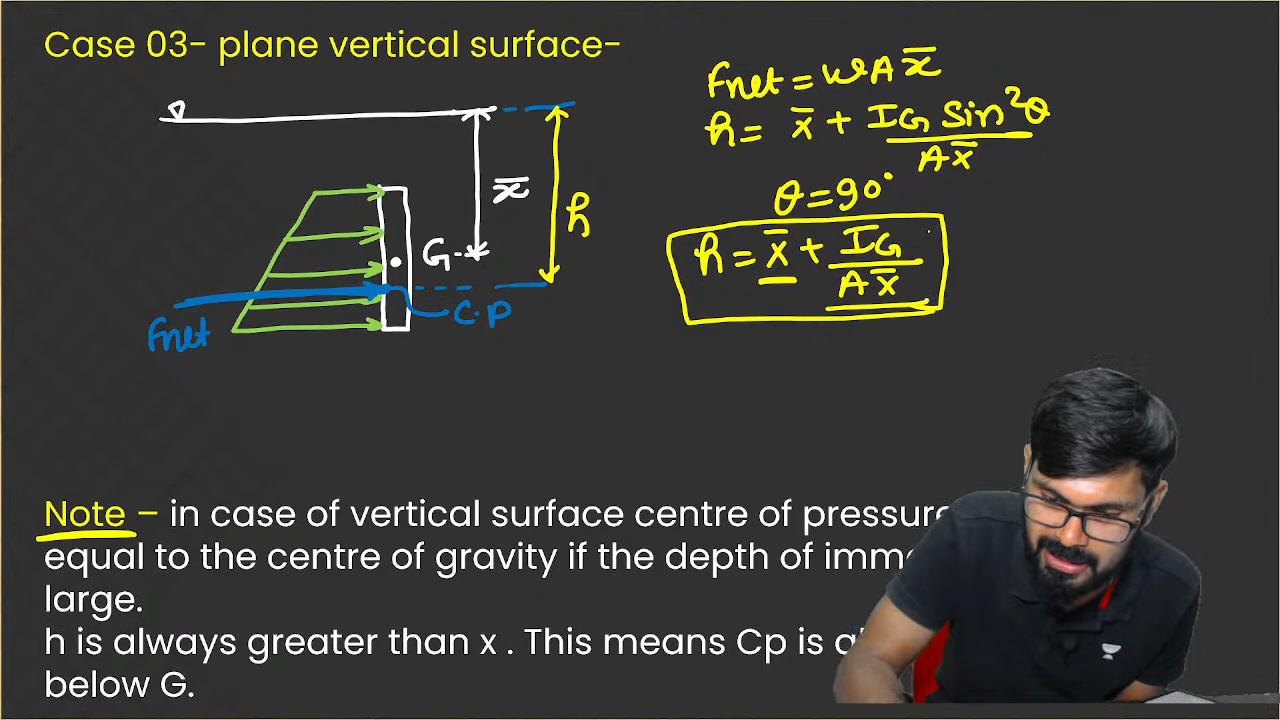 Case 03- plane vertical surface-
Fnet = wAx̄
h = x̄ + IG Sin²θ
Ax̄
θ = 90°
h = x̄ + IG
Ax̄
x̄
h
G
C.P
Fnet
Note – in case of vertical surface centre of pressure
equal to the centre of gravity if the depth of
large.
h is always greater than x . This means Cp is
below G.